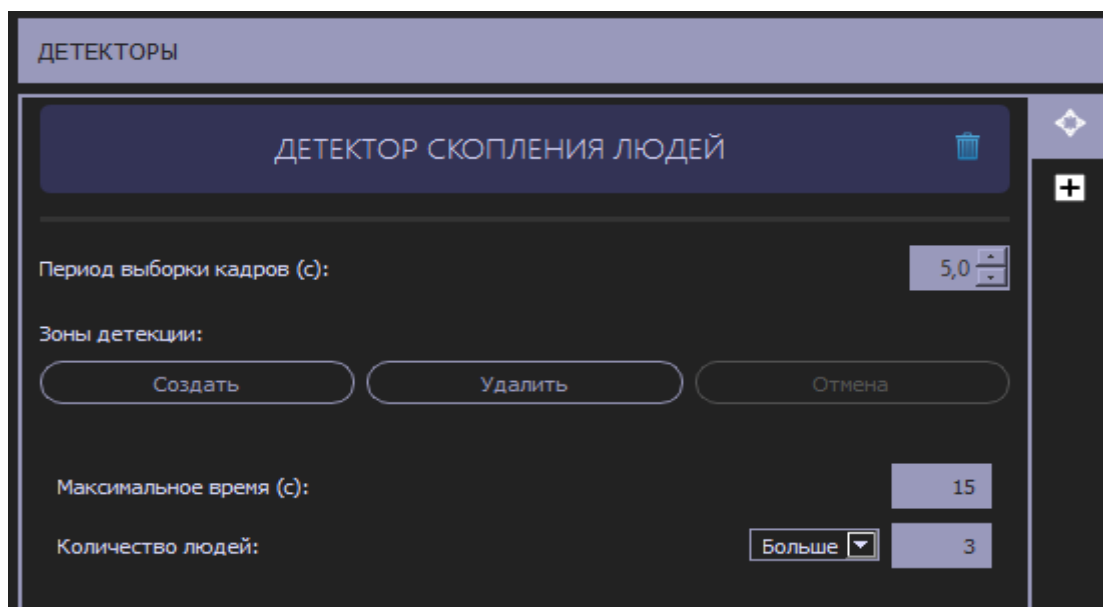 ДЕТЕКТОРЫ
ДЕТЕКТОР СКОПЛЕНИЯ ЛЮДЕЙ
Период выборки кадров (с): 5,0
Зоны детекции:
Создать Удалить Отмена
Максимальное время (с): 15
Количество людей: Больше 3